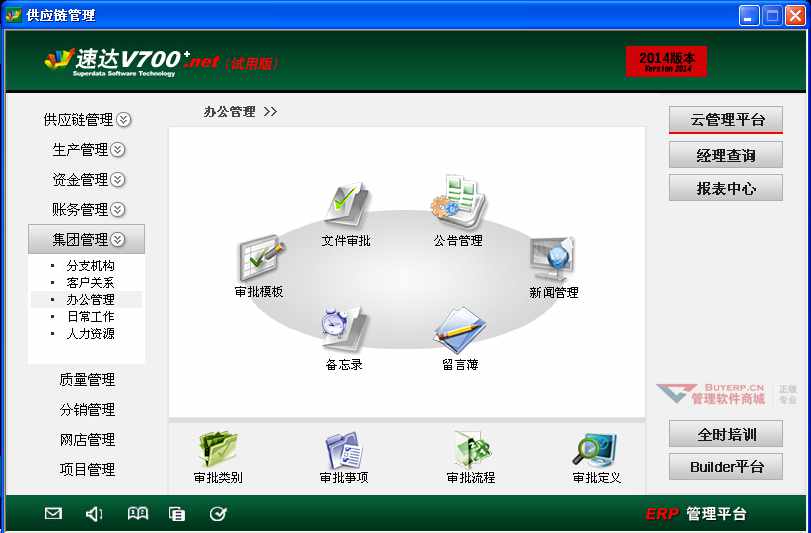 供应链管理
速达V700+.net (试用版)
Superdata Software Technology
2014版本
Version 2014
供应链管理
生产管理
资金管理
账务管理
集团管理
分支机构
客户关系
办公管理
日常工作
人力资源
质量管理
分销管理
网店管理
项目管理
办公管理 >>
文件审批
公告管理
审批模板
新闻管理
备忘录
留言薄
审批类别
审批事项
审批流程
审批定义
云管理平台
经理查询
报表中心
BUYERP.CN
管理软件商城
正版
专业
全时培训
Builder平台
ERP 管理平台